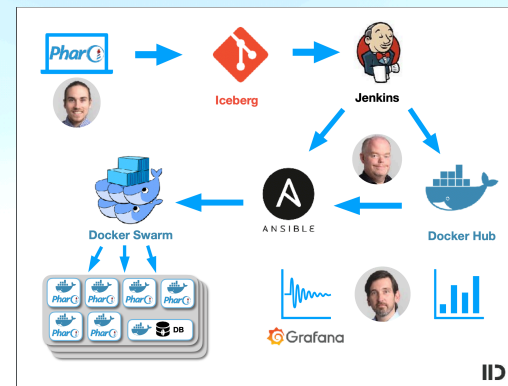 Pharo
Iceberg
Jenkins
Docker Swarm
ANSIBLE
Docker Hub
Pharo
Pharo
Pharo
Pharo
Pharo
Pharo
DB
Grafana